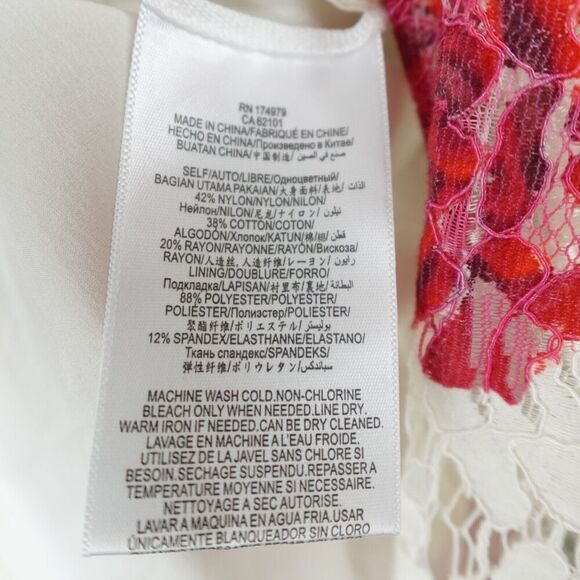 RN 174979
CA 62101
MADE IN CHINA/FABRIQUÉ EN CHINE/
HECHO EN CHINA/Произведено в Китае/
BUATAN CHINA/中国制造/ صنع في الصين
SELF/AUTO/LIBRE/Одноцветный/
BAGIAN UTAMA PAKAIAN/大身面料/表地/ الذات
42% NYLON/NYLON/NILON/
Нейлон/NILON/尼龙/ナイロン/ نيلون
38% COTTON/COTON/
ALGODÓN/Хлопок/KATUN/棉/綿/ قطن
20% RAYON/RAYONNE/RAYÓN/Вискоза/
RAYON/人造丝, 人造纤维/レーヨン/ رايون
LINING/DOUBLURE/FORRO/
Подкладка/LAPISAN/衬里布/裏地/ البطانة
88% POLYESTER/POLYESTER/
POLIÉSTER/Полиэстер/POLIESTER/
聚酯纤维/ポリエステル/ بوليستر
12% SPANDEX/ELASTHANNE/ELASTANO/
Ткань спандекс/SPANDEKS/
弹性纤维/ポリウレタン/ سباندكس
MACHINE WASH COLD.NON-CHLORINE
BLEACH ONLY WHEN NEEDED.LINE DRY.
WARM IRON IF NEEDED.CAN BE DRY CLEANED.
LAVAGE EN MACHINE A L'EAU FROIDE.
UTILISEZ DE LA JAVEL SANS CHLORE SI
BESOIN.SECHAGE SUSPENDU.REPASSER A
TEMPERATURE MOYENNE SI NECESSAIRE.
NETTOYAGE A SEC AUTORISE.
LAVAR A MAQUINA EN AGUA FRIA.USAR
ÚNICAMENTE BLANQUEADOR SIN CLORO